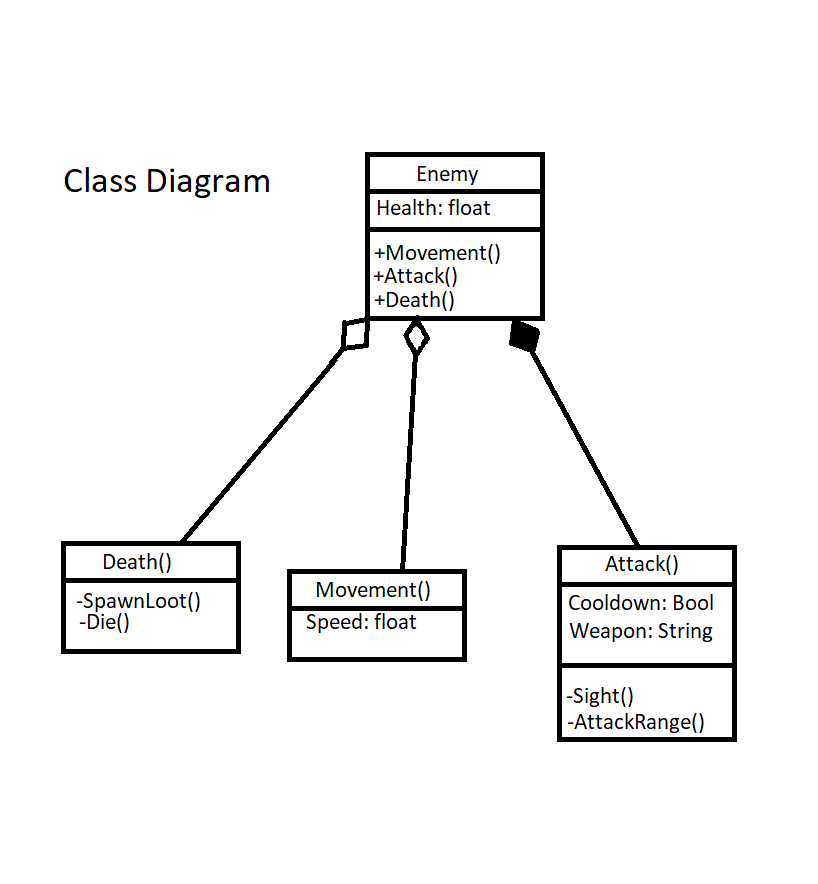 Class Diagram
Enemy
Health: float
+Movement()
+Attack()
+Death()
Death()
-SpawnLoot()
-Die()
Movement()
Speed: float
Attack()
Cooldown: Bool
Weapon: String
-Sight()
-AttackRange()